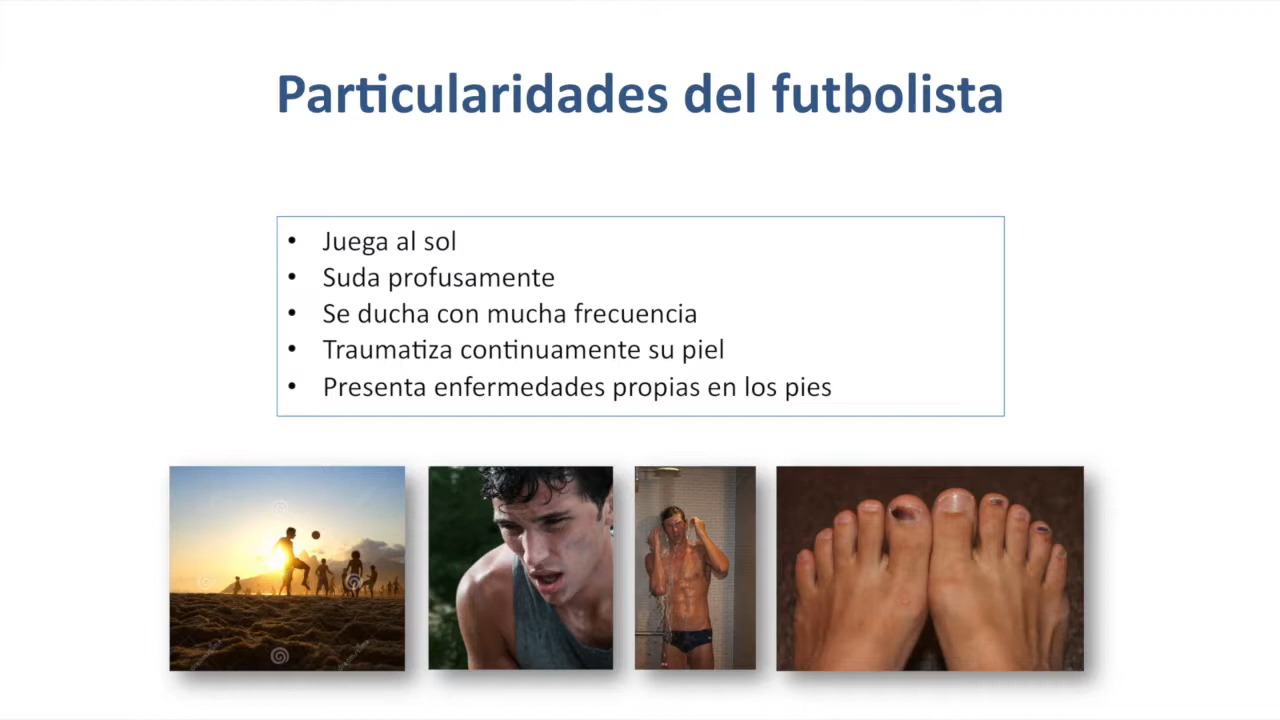 Particularidades del futbolista
• Juega al sol
• Suda profusamente
• Se ducha con mucha frecuencia
• Traumatiza continuamente su piel
• Presenta enfermedades propias en los pies